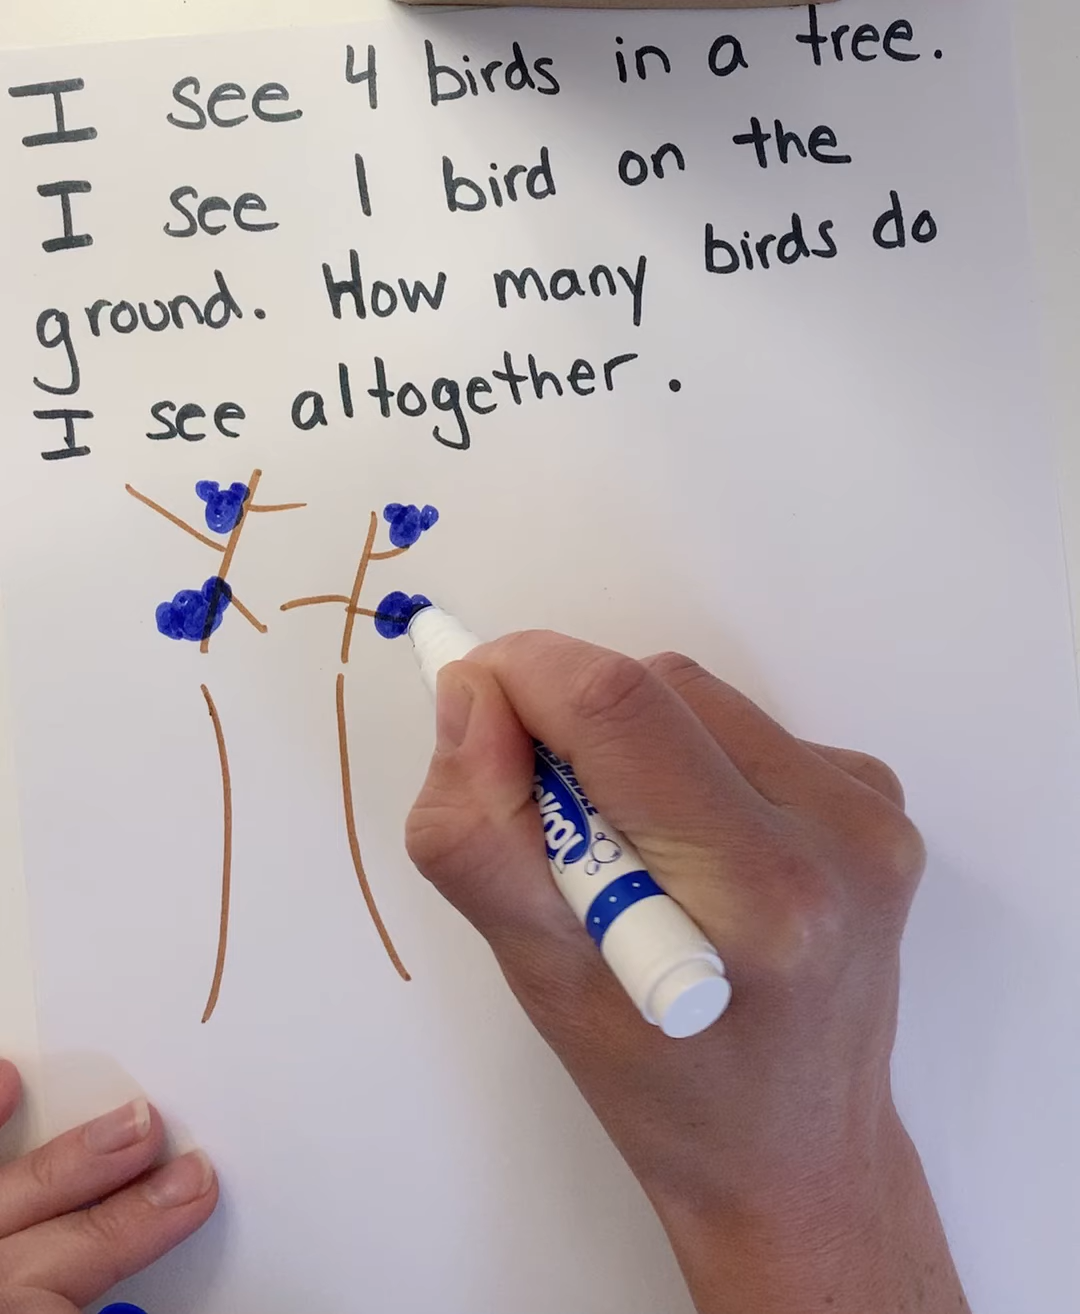 I see 4 birds in a tree.
I see 1 bird on the
ground. How many birds do
I see altogether.